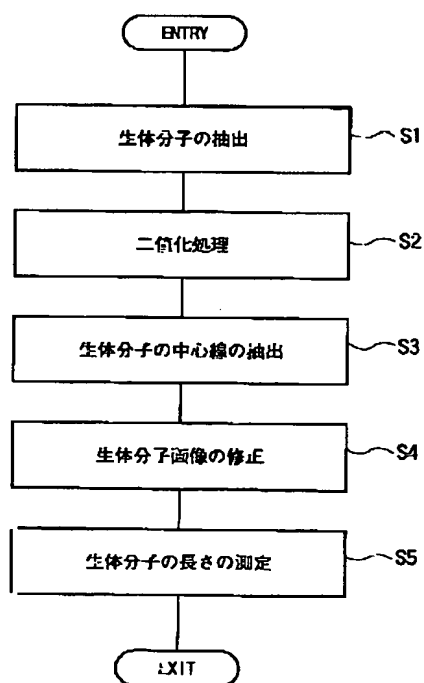 ENTRY
生体分子の抽出
S1
二値化処理
S2
生体分子の中心線の抽出
S3
生体分子画像の修正
S4
生体分子の長さの測定
S5
EXIT